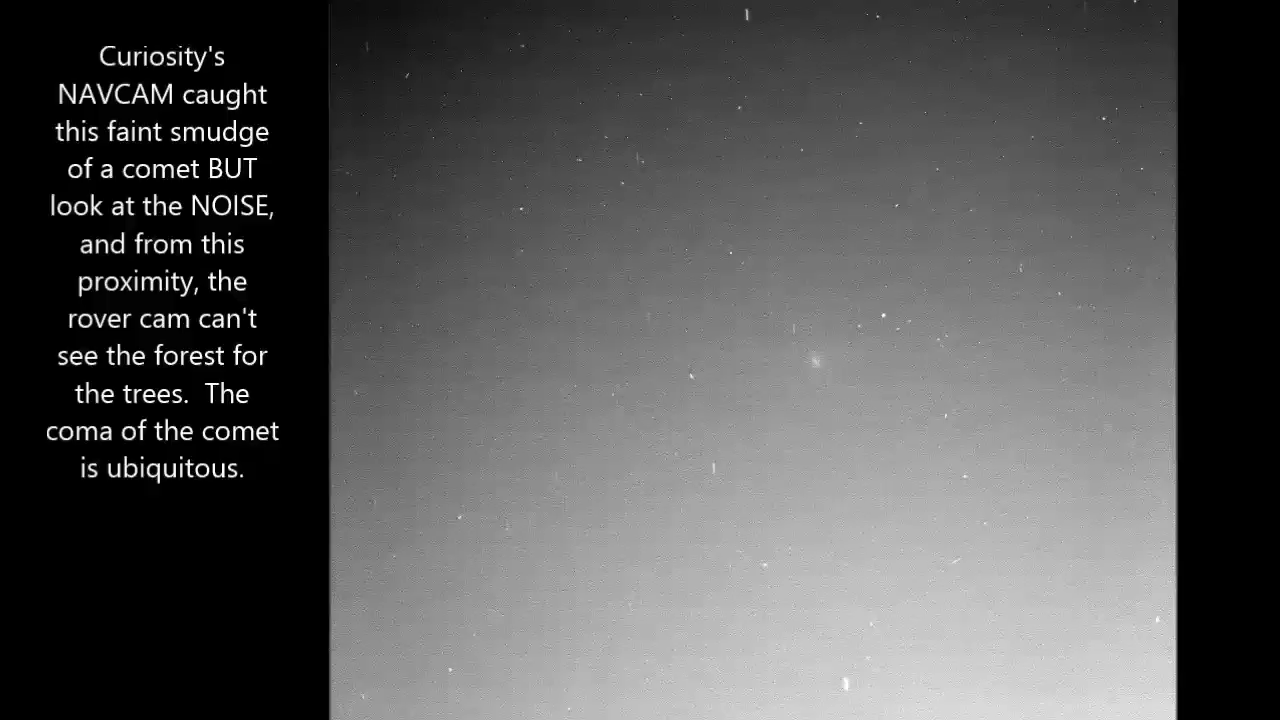 Curiosity's
NAVCAM caught
this faint smudge
of a comet BUT
look at the NOISE,
and from this
proximity, the
rover cam can't
see the forest for
the trees.  The
coma of the comet
is ubiquitous.